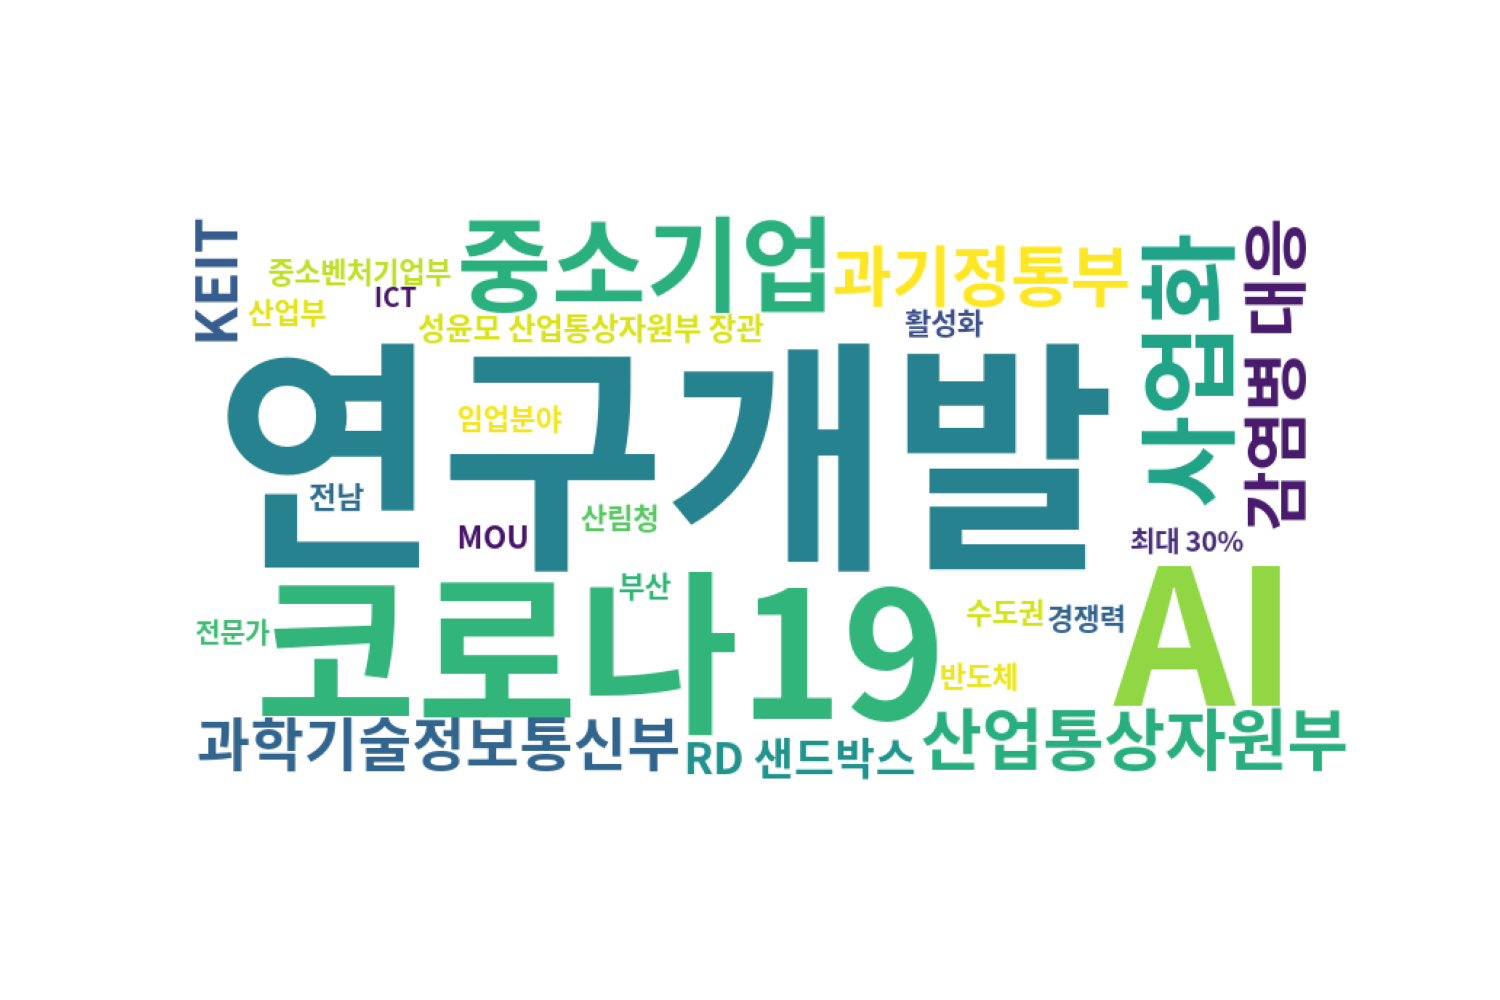 KEIT
중소벤처기업부
중소기업
과기정통부
사업화
감염병 대응
ICT
산업부
성윤모 산업통상자원부 장관
활성화
연구개발
임업분야
전남
산림청
MOU
최대 30%
코로나19
부산
AI
수도권
경쟁력
전문가
반도체
과학기술정보통신부
RD 샌드박스
산업통상자원부